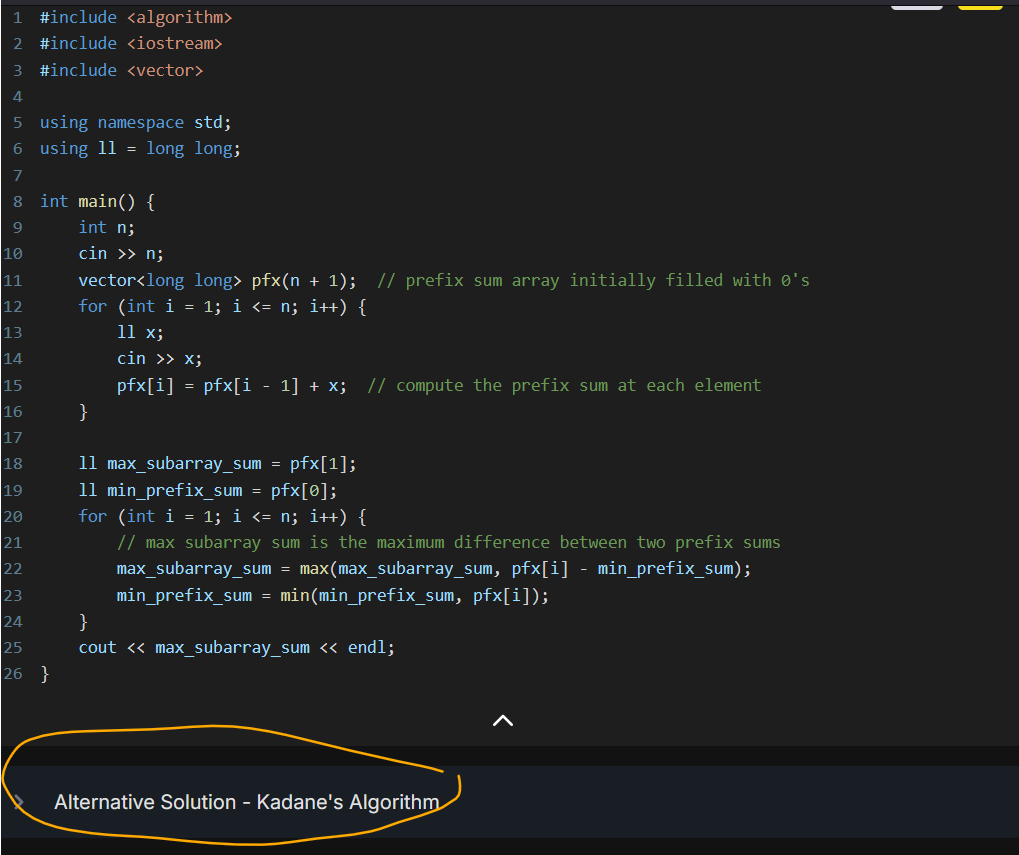 1 #include <algorithm>
2 #include <iostream>
3 #include <vector>
4
5 using namespace std;
6 using ll = long long;
7
8 int main() {
9     int n;
10     cin >> n;
11     vector<long long> pfx(n + 1);  // prefix sum array initially filled with 0's
12     for (int i = 1; i <= n; i++) {
13         ll x;
14         cin >> x;
15         pfx[i] = pfx[i - 1] + x;  // compute the prefix sum at each element
16     }
17
18     ll max_subarray_sum = pfx[1];
19     ll min_prefix_sum = pfx[0];
20     for (int i = 1; i <= n; i++) {
21         // max subarray sum is the maximum difference between two prefix sums
22         max_subarray_sum = max(max_subarray_sum, pfx[i] - min_prefix_sum);
23         min_prefix_sum = min(min_prefix_sum, pfx[i]);
24     }
25     cout << max_subarray_sum << endl;
26 }
Alternative Solution - Kadane's Algorithm